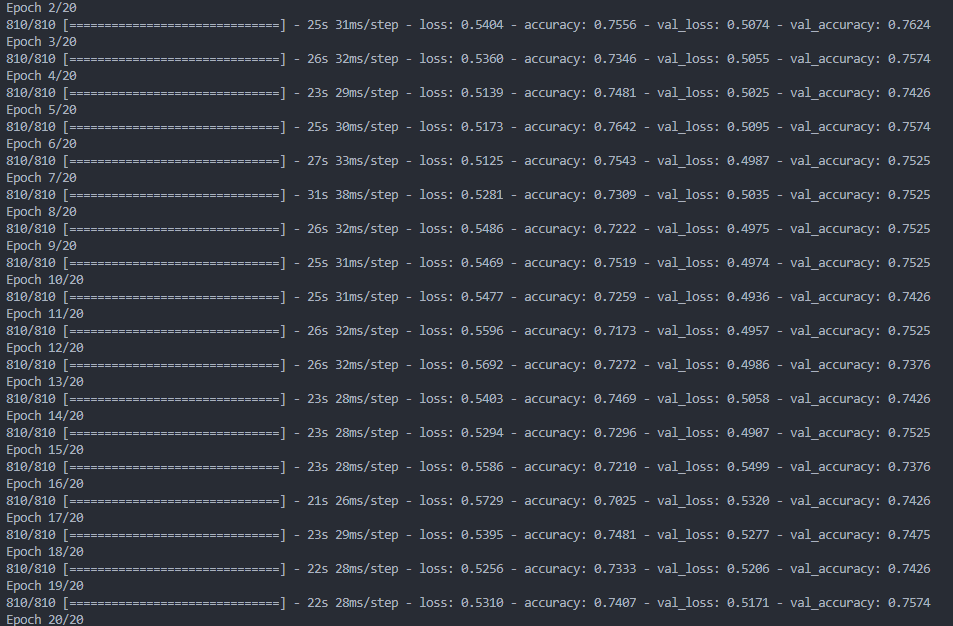 Epoch 2/20
810/810 [==============================] - 25s 31ms/step - loss: 0.5404 - accuracy: 0.7556 - val_loss: 0.5074 - val_accuracy: 0.7624
Epoch 3/20
810/810 [==============================] - 26s 32ms/step - loss: 0.5360 - accuracy: 0.7346 - val_loss: 0.5055 - val_accuracy: 0.7574
Epoch 4/20
810/810 [==============================] - 23s 29ms/step - loss: 0.5139 - accuracy: 0.7481 - val_loss: 0.5025 - val_accuracy: 0.7426
Epoch 5/20
810/810 [==============================] - 25s 30ms/step - loss: 0.5173 - accuracy: 0.7642 - val_loss: 0.5095 - val_accuracy: 0.7574
Epoch 6/20
810/810 [==============================] - 27s 33ms/step - loss: 0.5125 - accuracy: 0.7543 - val_loss: 0.4987 - val_accuracy: 0.7525
Epoch 7/20
810/810 [==============================] - 31s 38ms/step - loss: 0.5281 - accuracy: 0.7309 - val_loss: 0.5035 - val_accuracy: 0.7525
Epoch 8/20
810/810 [==============================] - 26s 32ms/step - loss: 0.5486 - accuracy: 0.7222 - val_loss: 0.4975 - val_accuracy: 0.7525
Epoch 9/20
810/810 [==============================] - 25s 31ms/step - loss: 0.5469 - accuracy: 0.7519 - val_loss: 0.4974 - val_accuracy: 0.7525
Epoch 10/20
810/810 [==============================] - 25s 31ms/step - loss: 0.5477 - accuracy: 0.7259 - val_loss: 0.4936 - val_accuracy: 0.7426
Epoch 11/20
810/810 [==============================] - 26s 32ms/step - loss: 0.5596 - accuracy: 0.7173 - val_loss: 0.4957 - val_accuracy: 0.7525
Epoch 12/20
810/810 [==============================] - 26s 32ms/step - loss: 0.5692 - accuracy: 0.7272 - val_loss: 0.4986 - val_accuracy: 0.7376
Epoch 13/20
810/810 [==============================] - 23s 28ms/step - loss: 0.5403 - accuracy: 0.7469 - val_loss: 0.5058 - val_accuracy: 0.7426
Epoch 14/20
810/810 [==============================] - 23s 28ms/step - loss: 0.5294 - accuracy: 0.7296 - val_loss: 0.4907 - val_accuracy: 0.7525
Epoch 15/20
810/810 [==============================] - 23s 28ms/step - loss: 0.5586 - accuracy: 0.7210 - val_loss: 0.5499 - val_accuracy: 0.7376
Epoch 16/20
810/810 [==============================] - 21s 26ms/step - loss: 0.5729 - accuracy: 0.7025 - val_loss: 0.5320 - val_accuracy: 0.7426
Epoch 17/20
810/810 [==============================] - 23s 29ms/step - loss: 0.5395 - accuracy: 0.7481 - val_loss: 0.5277 - val_accuracy: 0.7475
Epoch 18/20
810/810 [==============================] - 22s 28ms/step - loss: 0.5256 - accuracy: 0.7333 - val_loss: 0.5206 - val_accuracy: 0.7426
Epoch 19/20
810/810 [==============================] - 22s 28ms/step - loss: 0.5310 - accuracy: 0.7407 - val_loss: 0.5171 - val_accuracy: 0.7574
Epoch 20/20